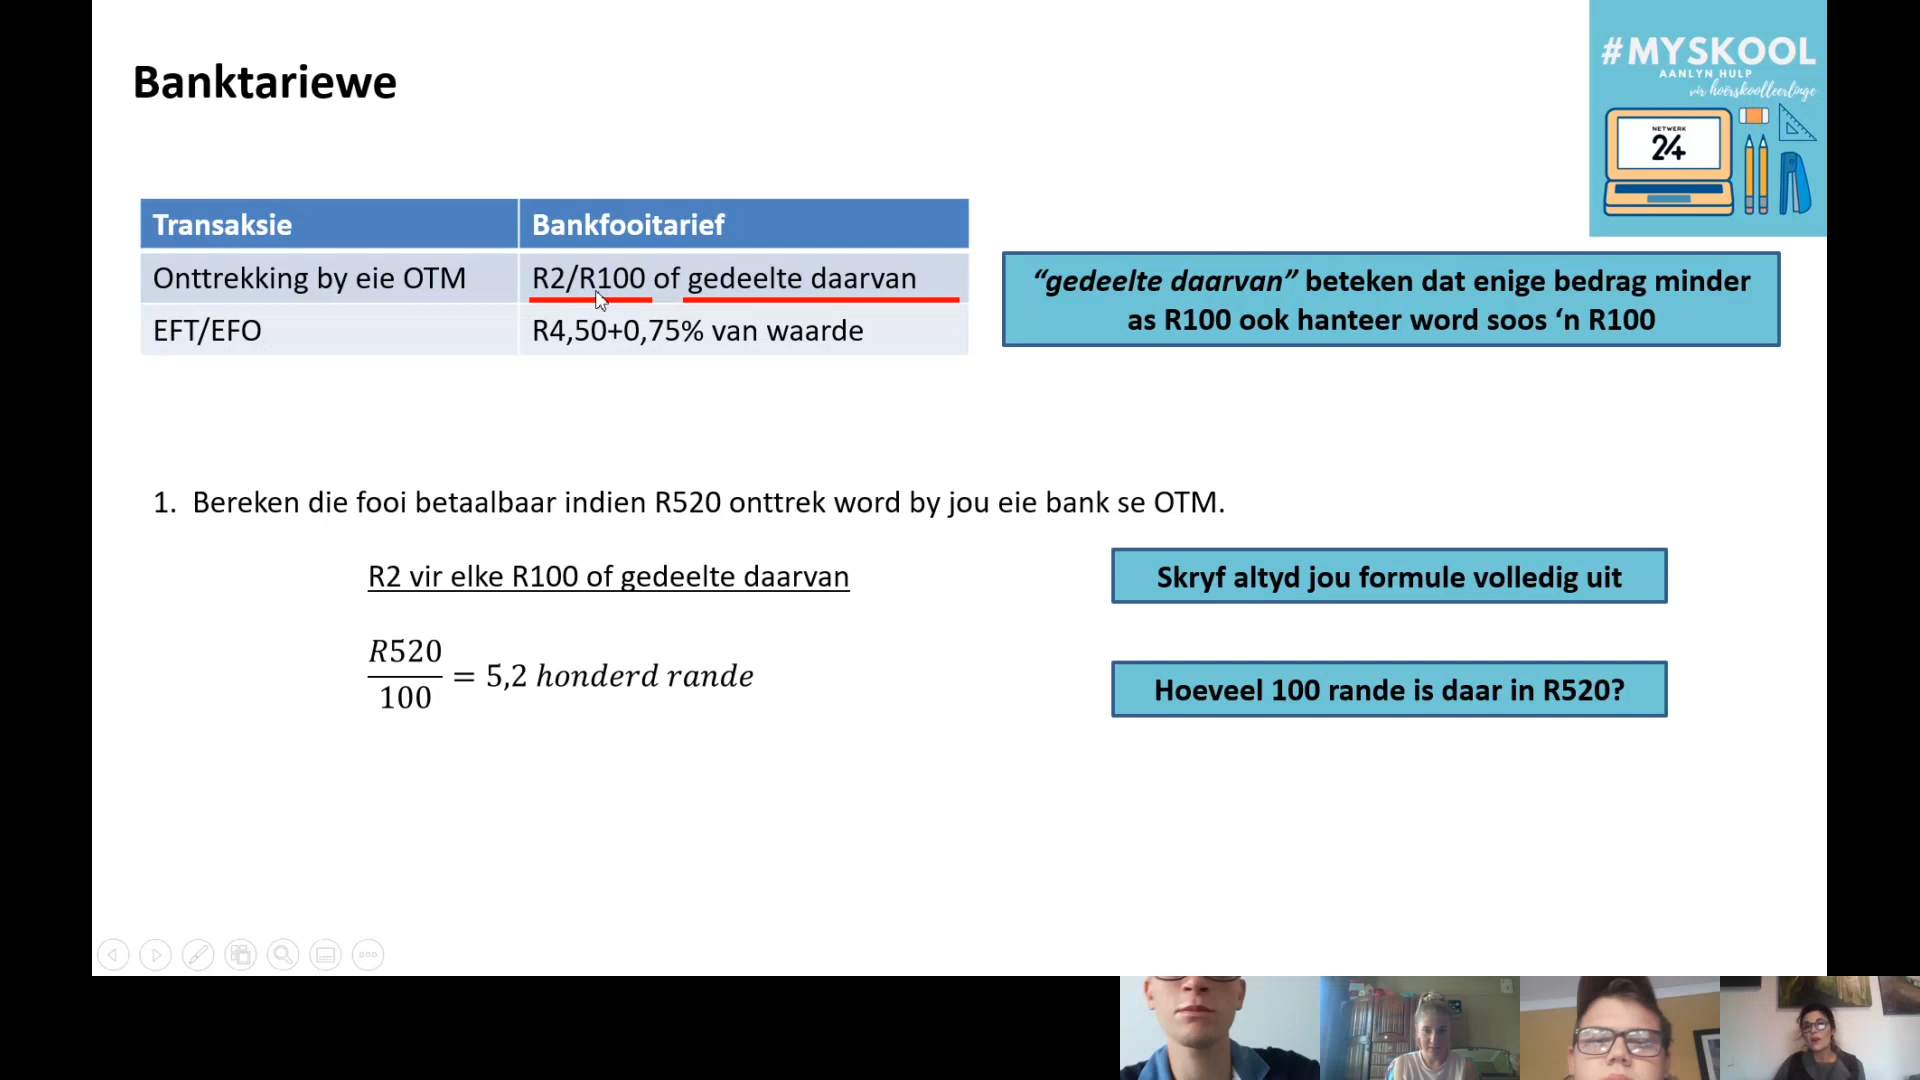 Banktariewe
#MYSKOOL
AANLYN HULP
vir hoërskoolleerlinge
NETWERK
24
Transaksie Bankfooitarief
Onttrekking by eie OTM R2/R100 of gedeelte daarvan
EFT/EFO R4,50+0,75% van waarde
“gedeelte daarvan” beteken dat enige bedrag minder
as R100 ook hanteer word soos ‘n R100
1. Bereken die fooi betaalbaar indien R520 onttrek word by jou eie bank se OTM.
R2 vir elke R100 of gedeelte daarvan
Skryf altyd jou formule volledig uit
R520
100
= 5,2 honderd rande
Hoeveel 100 rande is daar in R520?